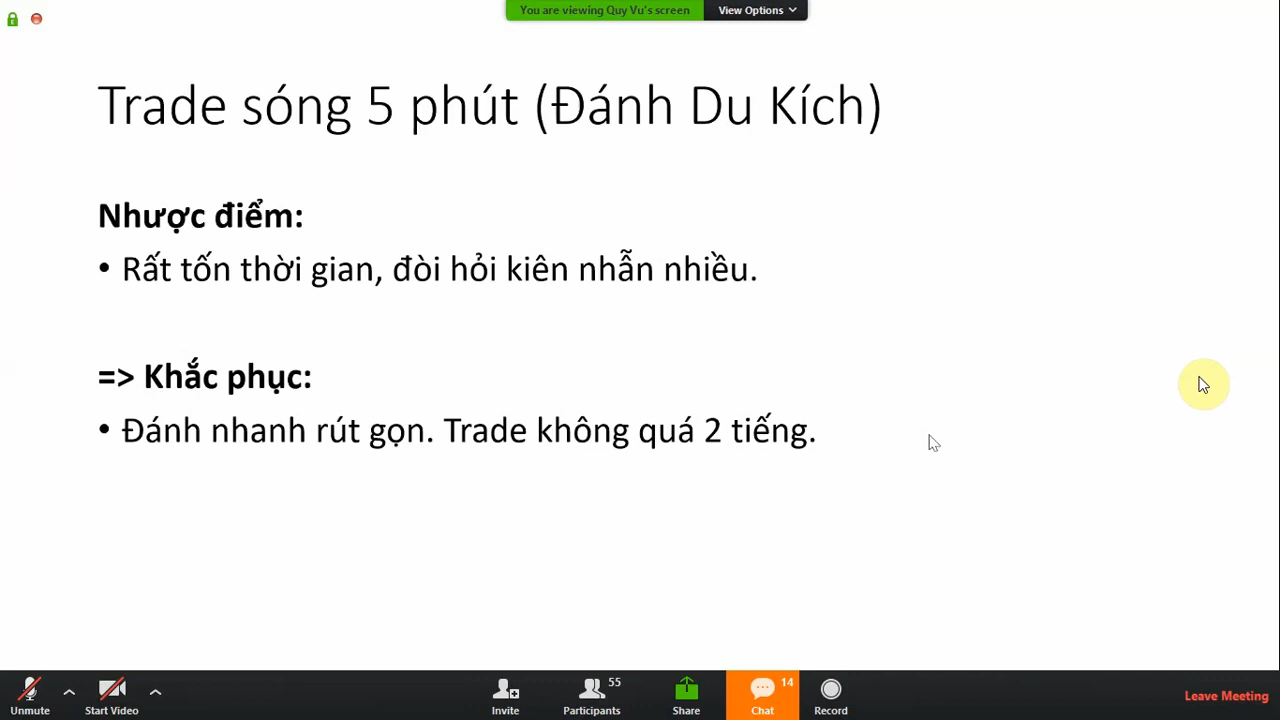 You are viewing Quy Vu's screen View Options
Trade sóng 5 phút (Đánh Du Kích)
Nhược điểm:
• Rất tốn thời gian, đòi hỏi kiên nhẫn nhiều.
=> Khắc phục:
• Đánh nhanh rút gọn. Trade không quá 2 tiếng.
55 14
Unmute Start Video Invite Participants Share Chat Record Leave Meeting